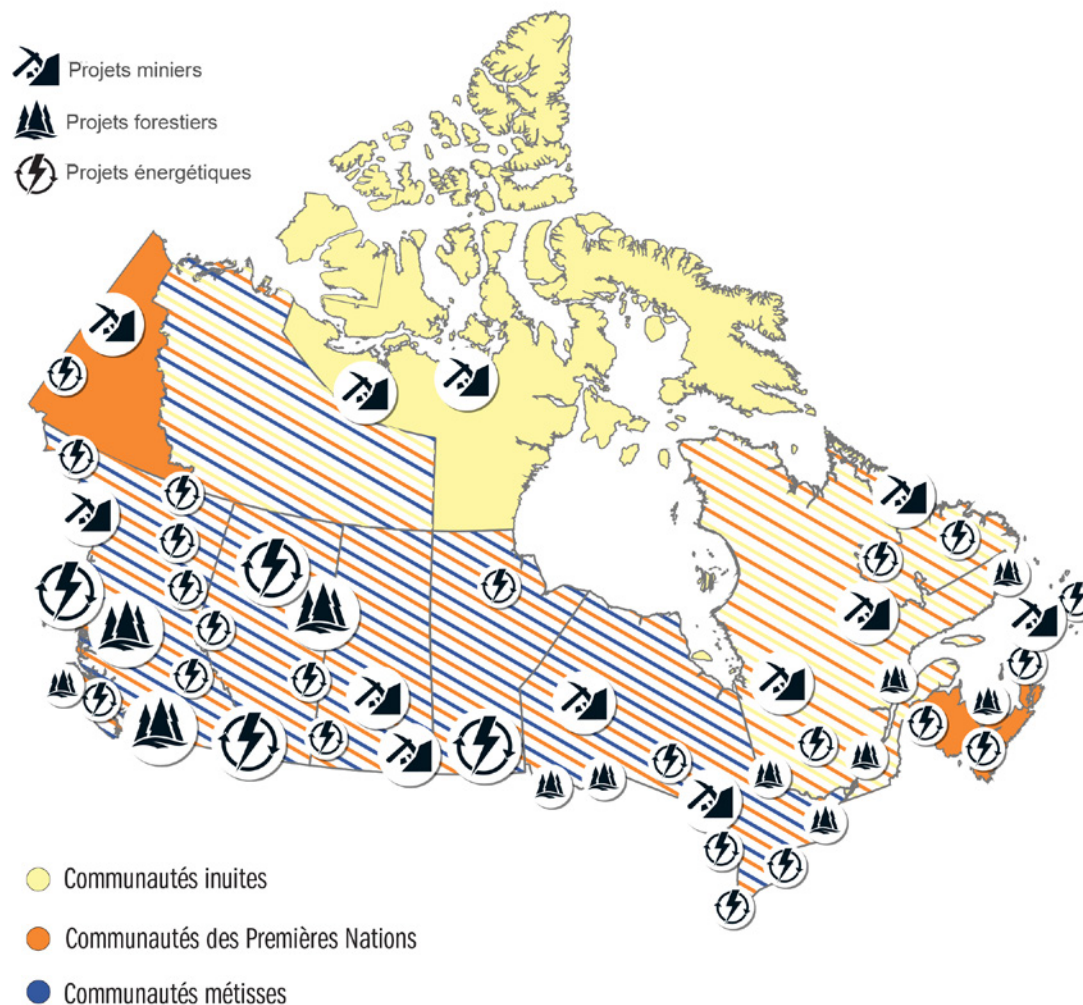 Projets miniers
Projets forestiers
Projets énergétiques
Communautés inuites
Communautés des Premières Nations
Communautés métisses